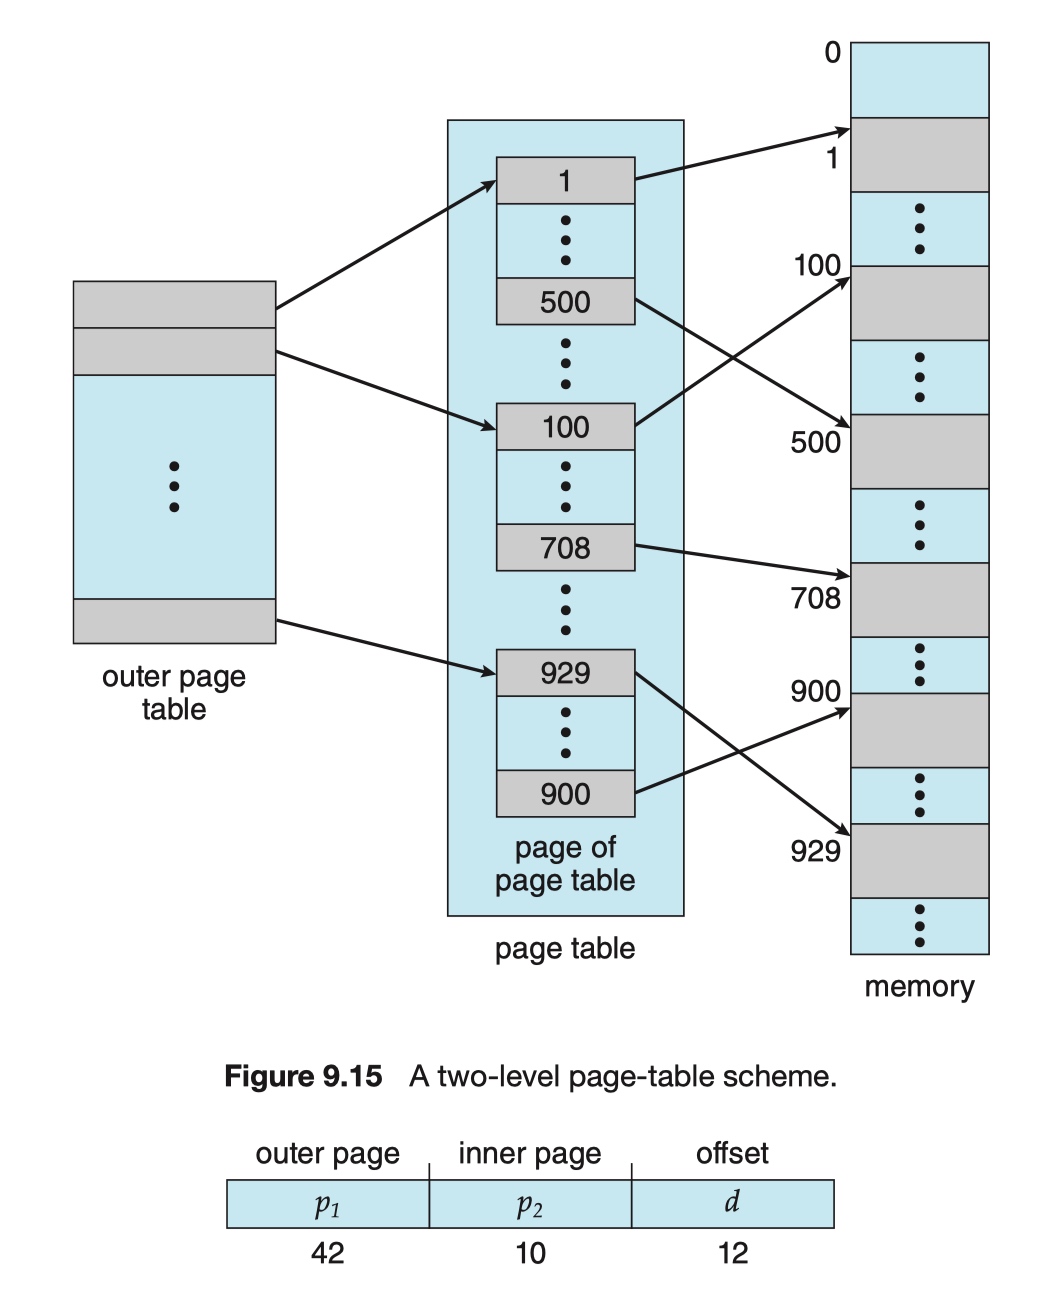 0
1
1
100
500
500
100
708
708
929
900
900
929
outer page
table
page of
page table
page table
memory
Figure 9.15 A two-level page-table scheme.
outer page inner page offset
p1 p2 d
42 10 12